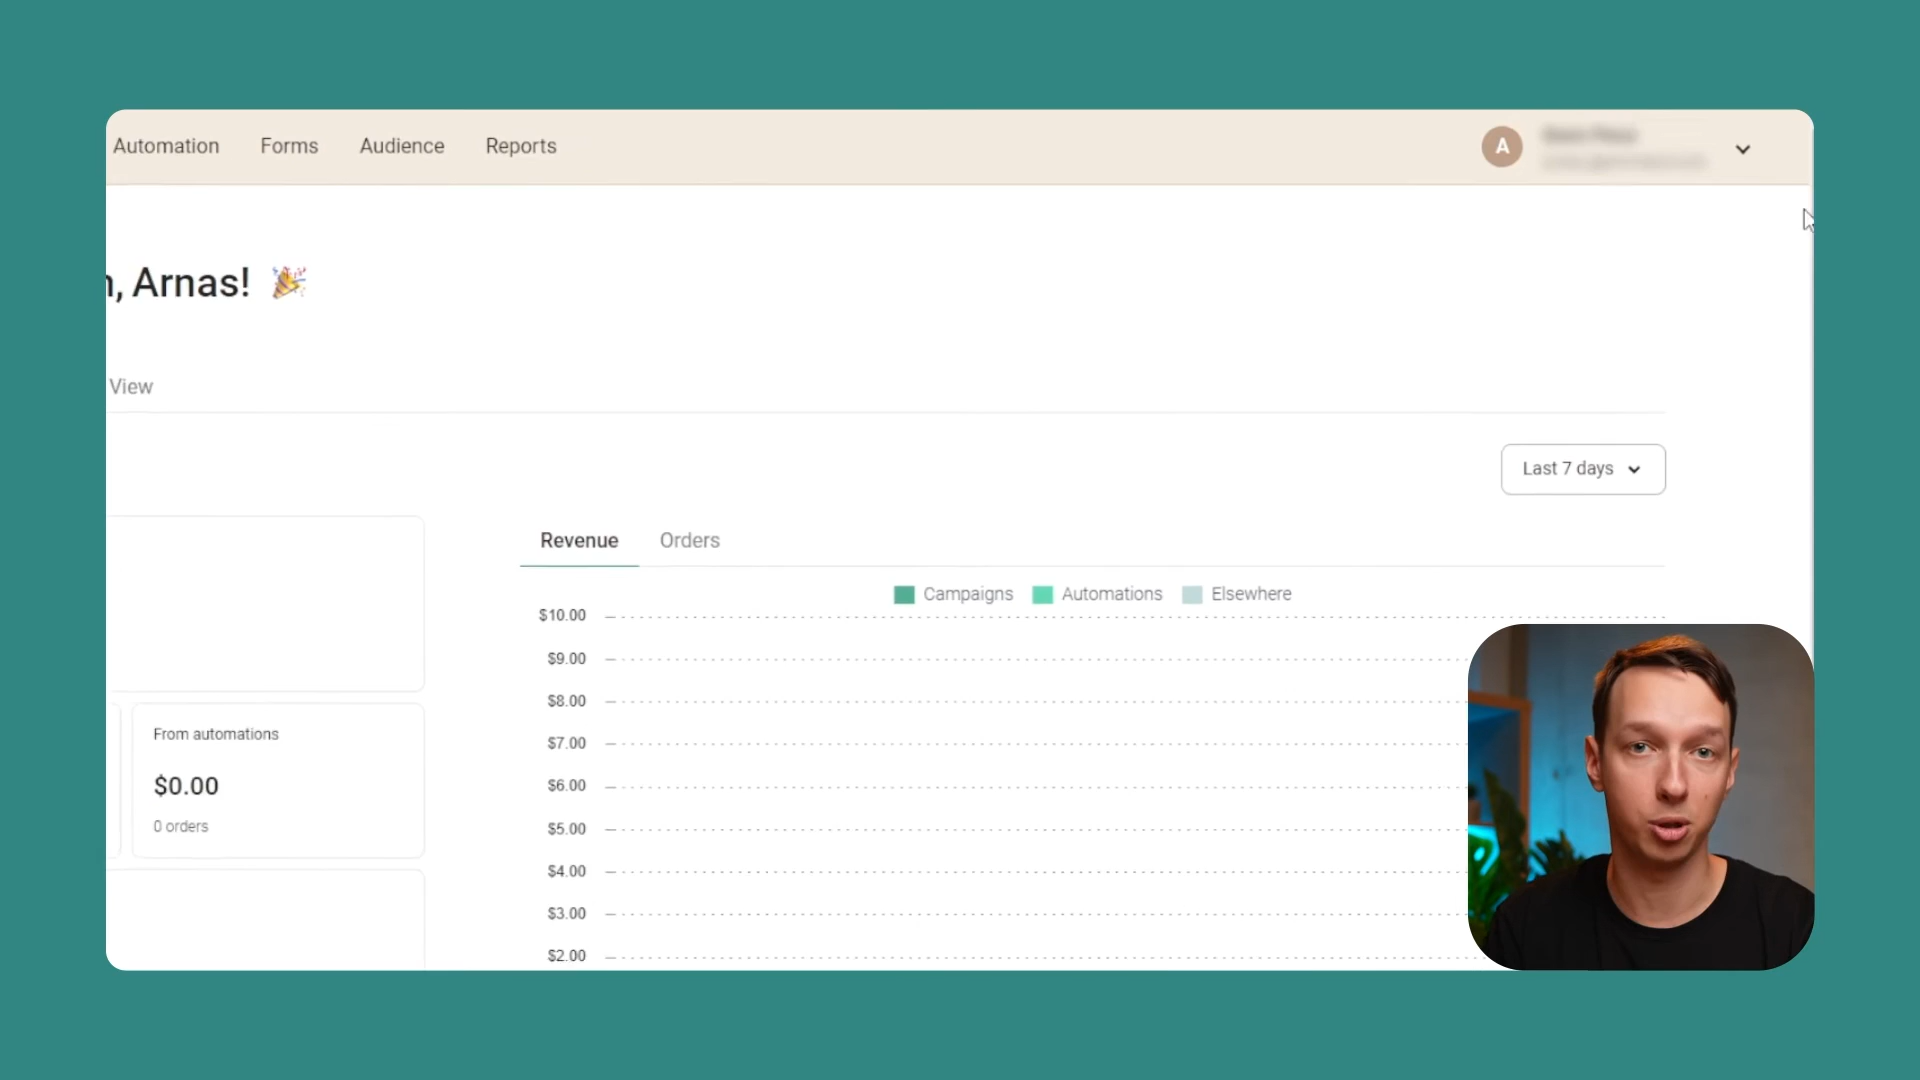 Automation Forms Audience Reports
A
, Arnas!
View
Last 7 days
Revenue Orders
Campaigns Automations Elsewhere
$10.00
$9.00
$8.00
$7.00
$6.00
$5.00
$4.00
$3.00
$2.00
From automations
$0.00
0 orders